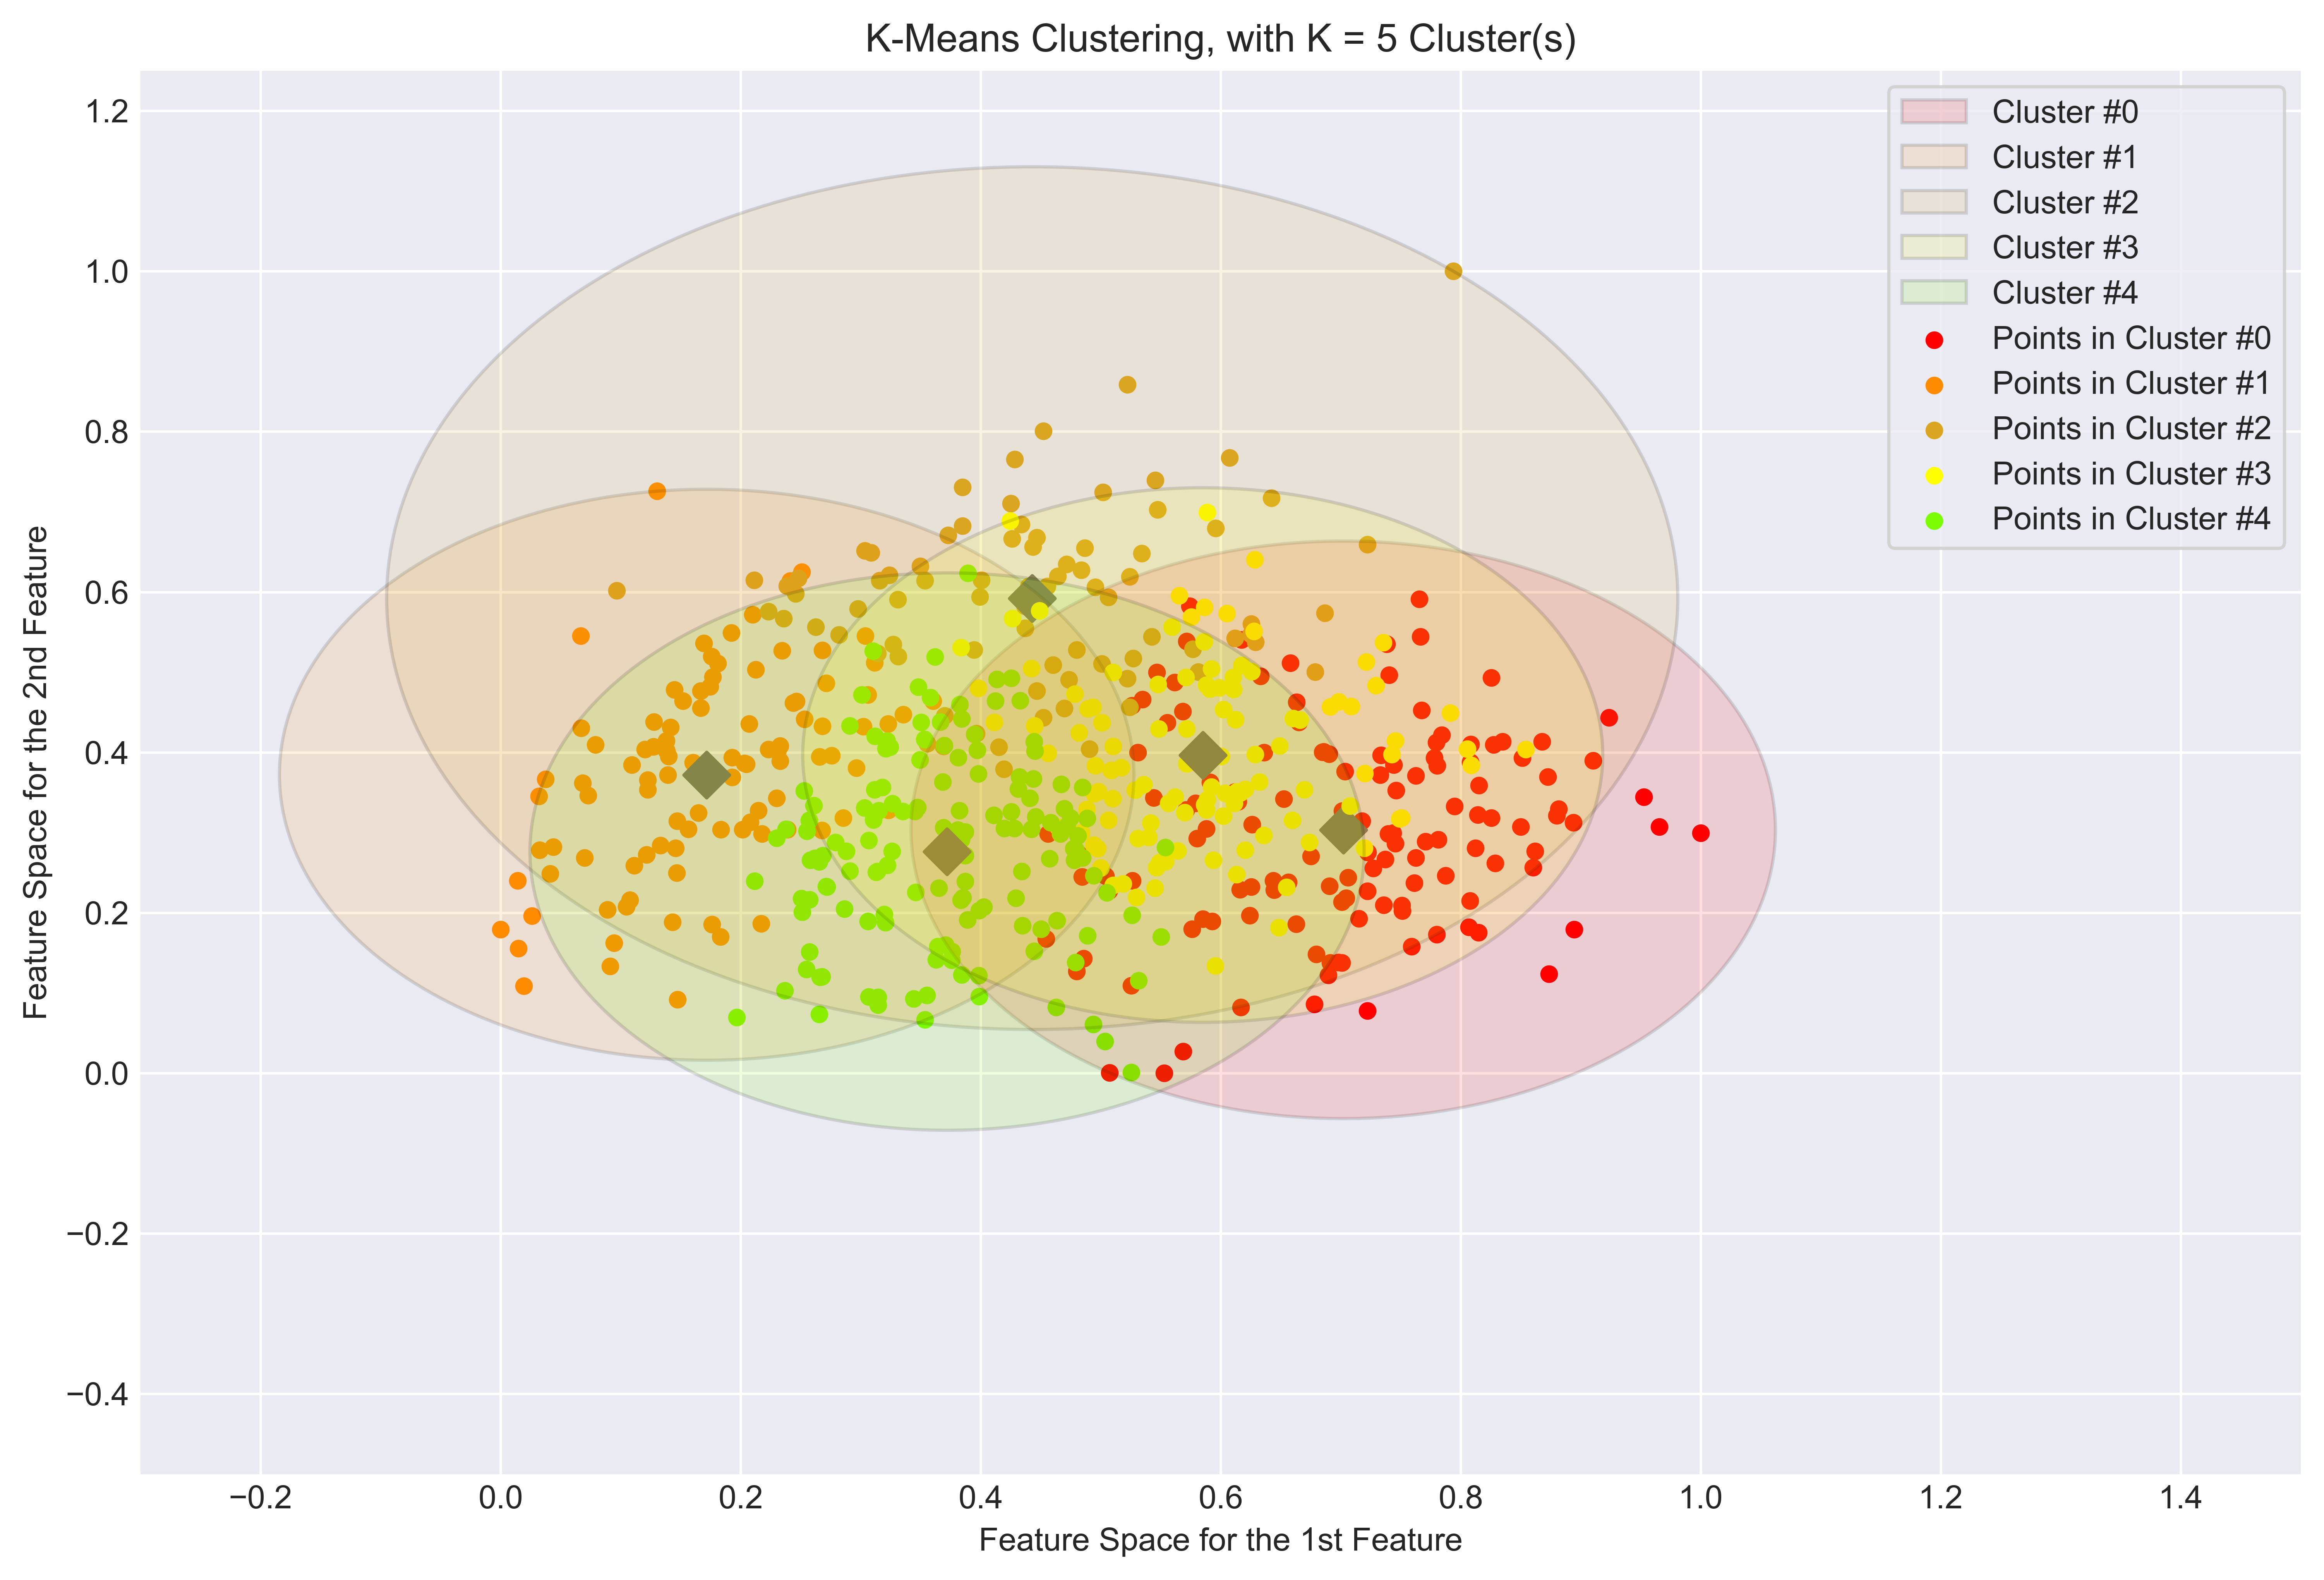 K-Means Clustering, with K = 5 Cluster(s)
Cluster #0
Cluster #1
Cluster #2
Cluster #3
Cluster #4
Points in Cluster #0
Points in Cluster #1
Points in Cluster #2
Points in Cluster #3
Points in Cluster #4
Feature Space for the 2nd Feature
1.2
1.0
0.8
0.6
0.4
0.2
0.0
−0.2
−0.4
−0.2 0.0 0.2 0.4 0.6 0.8 1.0 1.2 1.4
Feature Space for the 1st Feature